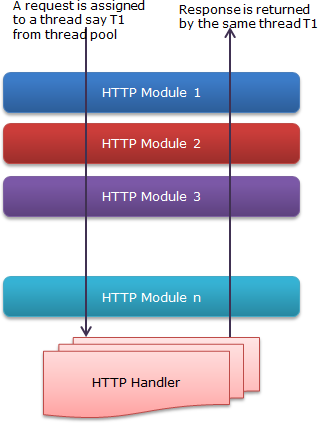 A request is assigned
to a thread say T1
from thread pool
Response is returned
by the same thread T1
HTTP Module 1
HTTP Module 2
HTTP Module 3
HTTP Module n
HTTP Handler